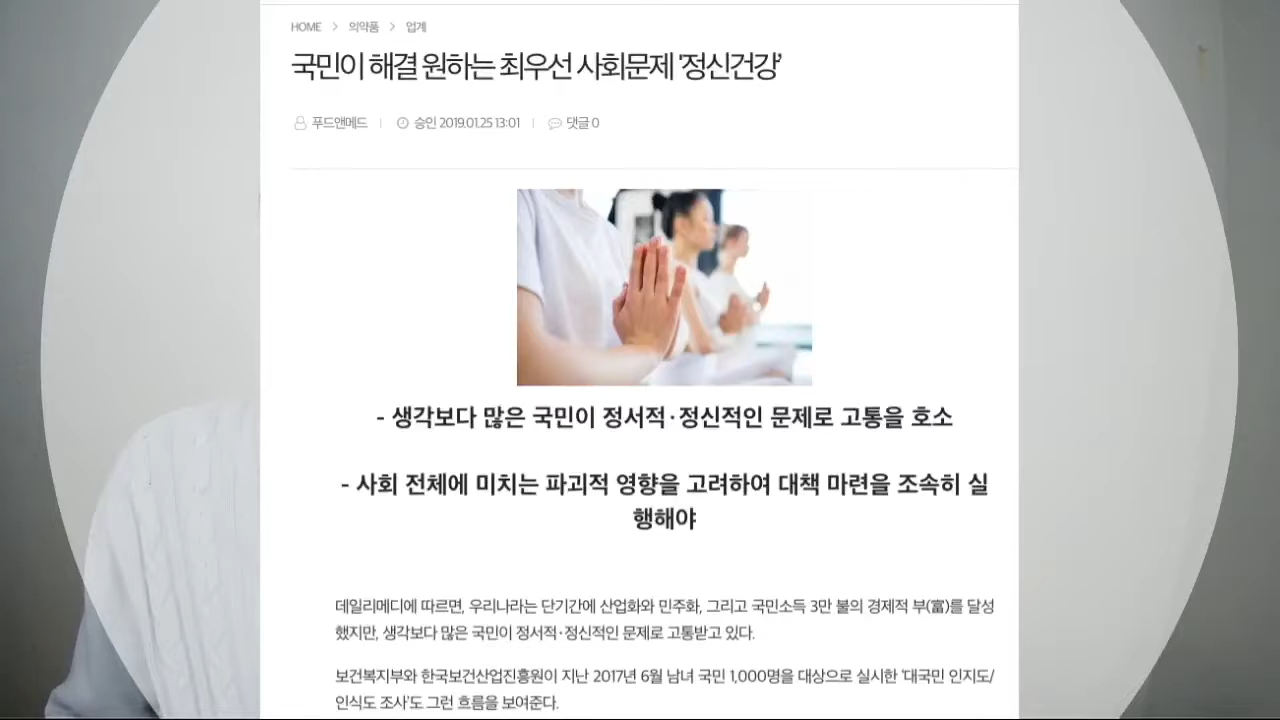 HOME > 의약품 > 업계
국민이 해결 원하는 최우선 사회문제 '정신건강'
푸드앤메드 | 승인 2019.01.25 13:01 | 댓글 0
- 생각보다 많은 국민이 정서적·정신적인 문제로 고통을 호소
- 사회 전체에 미치는 파괴적 영향을 고려하여 대책 마련을 조속히 실
행해야
데일리메디에 따르면, 우리나라는 단기간에 산업화와 민주화, 그리고 국민소득 3만 불의 경제적 부(富)를 달성
했지만, 생각보다 많은 국민이 정서적·정신적인 문제로 고통받고 있다.
보건복지부와 한국보건산업진흥원이 지난 2017년 6월 남녀 국민 1,000명을 대상으로 실시한 '대국민 인지도/
인식도 조사'도 그런 흐름을 보여준다.